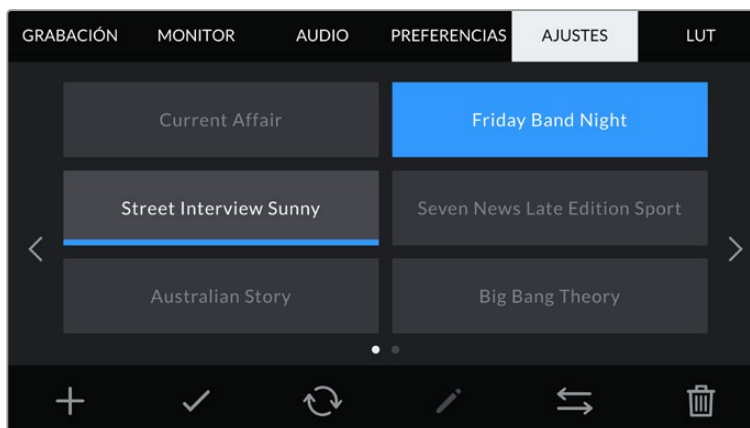 GRABACIÓN MONITOR AUDIO PREFERENCIAS AJUSTES LUT
Current Affair
Friday Band Night
Street Interview Sunny
Seven News Late Edition Sport
Australian Story
Big Bang Theory